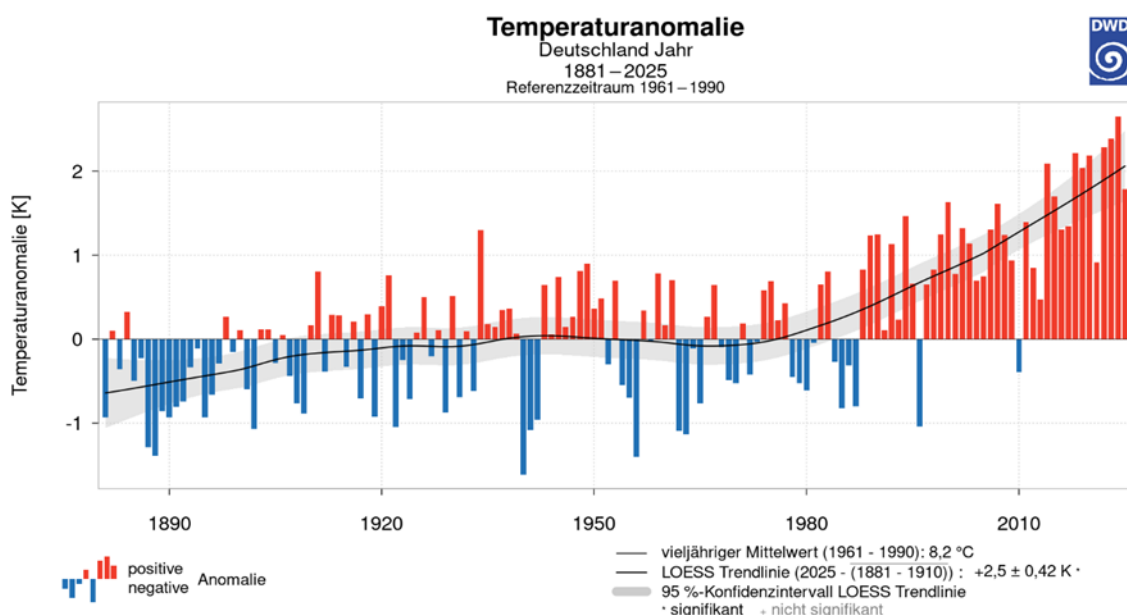 Temperaturanomalie
Deutschland Jahr
1881 – 2025
Referenzzeitraum 1961 – 1990
DWD
Temperaturanomalie [K]
2
1
0
-1
1890 1920 1950 1980 2010
positive
negative
Anomalie
vieljähriger Mittelwert (1961 - 1990): 8,2 °C
LOESS Trendlinie (2025 - (1881 - 1910)) : +2,5 ± 0,42 K *
95 %-Konfidenzintervall LOESS Trendlinie
* signifikant + nicht signifikant